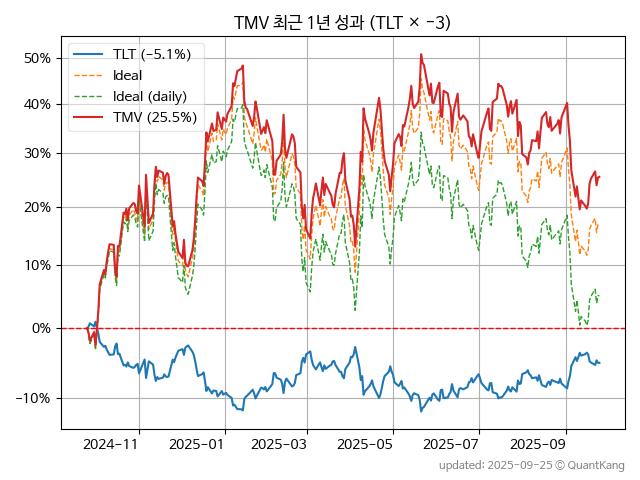 TMV 최근 1년 성과 (TLT × −3)
TLT (−5.1%)
Ideal
Ideal (daily)
TMV (25.5%)
50%
40%
30%
20%
10%
0%
−10%
2024-11
2025-01
2025-03
2025-05
2025-07
2025-09
updated: 2025-09-25 ⓒ QuantKang